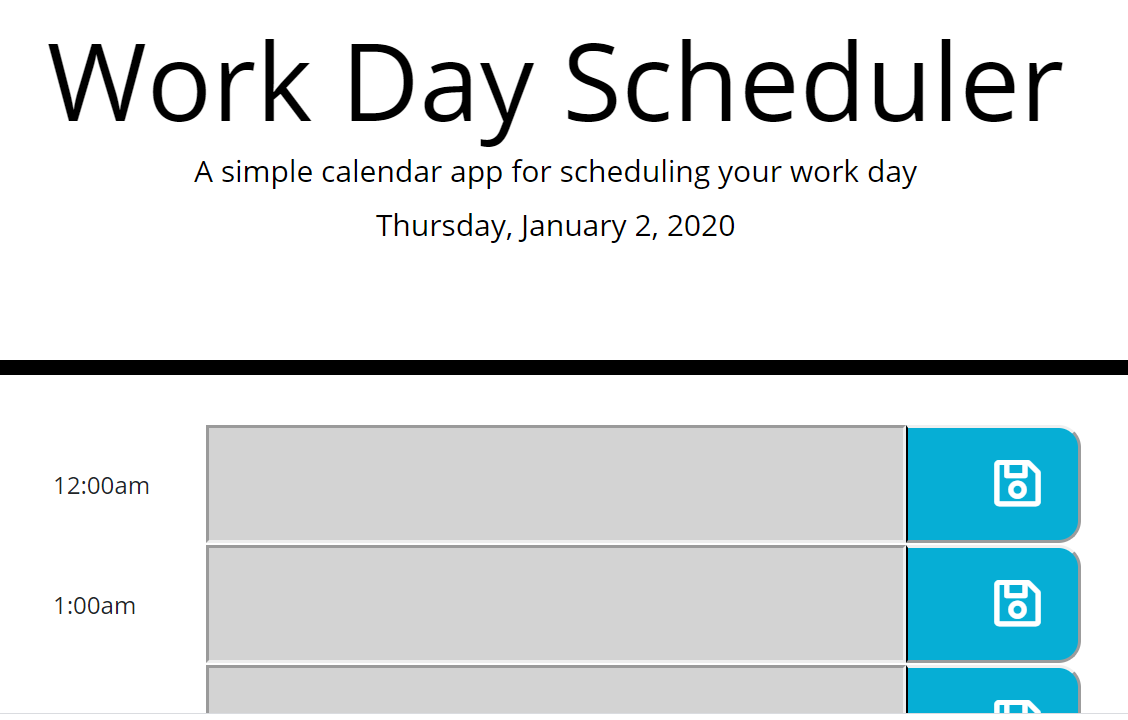 Work Day Scheduler
A simple calendar app for scheduling your work day
Thursday, January 2, 2020
12:00am
1:00am